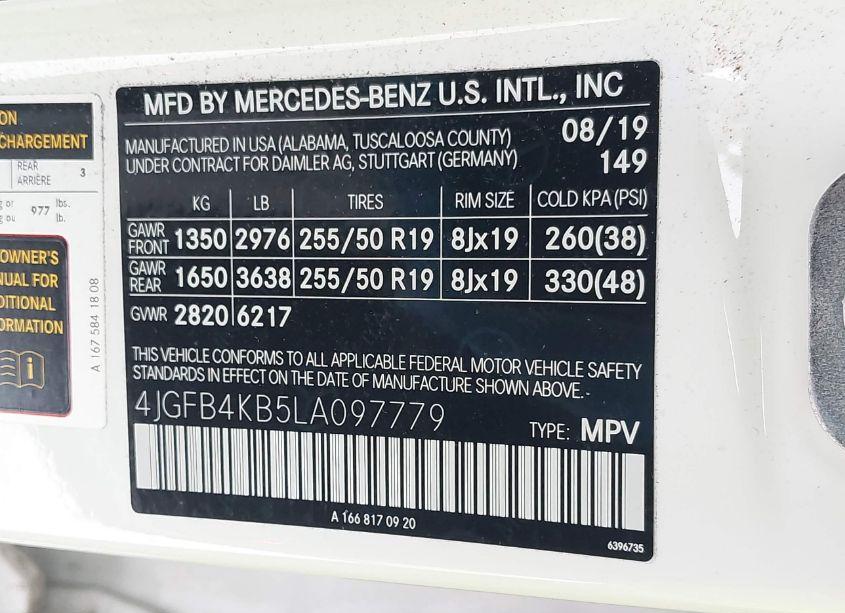 ON
CHARGEMENT
REAR 3
ARRIÈRE
977 lbs.
ou lb.
OWNER'S
FOR
A 167 584 18 08
MFD BY MERCEDES-BENZ U.S. INTL., INC
MANUFACTURED IN USA (ALABAMA, TUSCALOOSA COUNTY) 08/19
UNDER CONTRACT FOR DAIMLER AG, STUTTGART (GERMANY) 149
KG LB TIRES RIM SIZE COLD KPA(PSI)
GAWR FRONT 1350 2976 255/50 R19 8Jx19 260(38)
GAWR REAR 1650 3638 255/50 R19 8Jx19 330(48)
GVWR 2820 6217
THIS VEHICLE CONFORMS TO ALL APPLICABLE FEDERAL MOTOR VEHICLE SAFETY
STANDARDS IN EFFECT ON THE DATE OF MANUFACTURE SHOWN ABOVE.-
4JGFB4KB5LA097779
TYPE: MPV
A 166 817 09 20
6396735